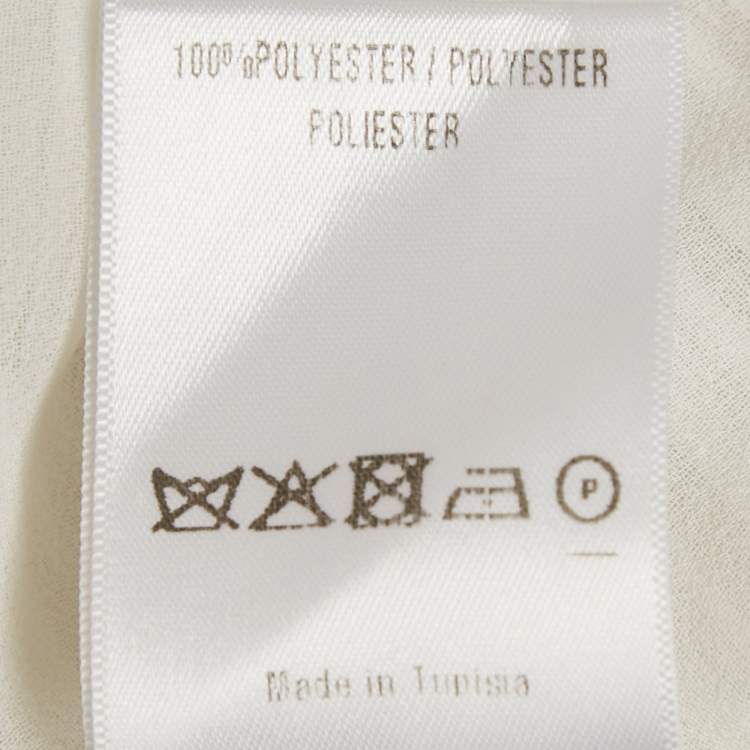 100%POLYESTER / POLYESTER
POLIESTER
P
Made in Tunisia